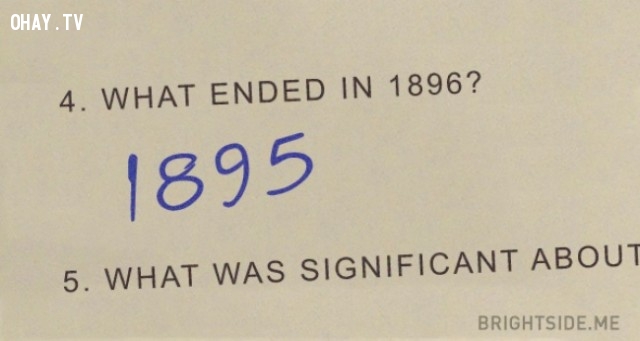 OHAY.TV
4. WHAT ENDED IN 1896?
1895
5. WHAT WAS SIGNIFICANT ABOUT
BRIGHTSIDE.ME